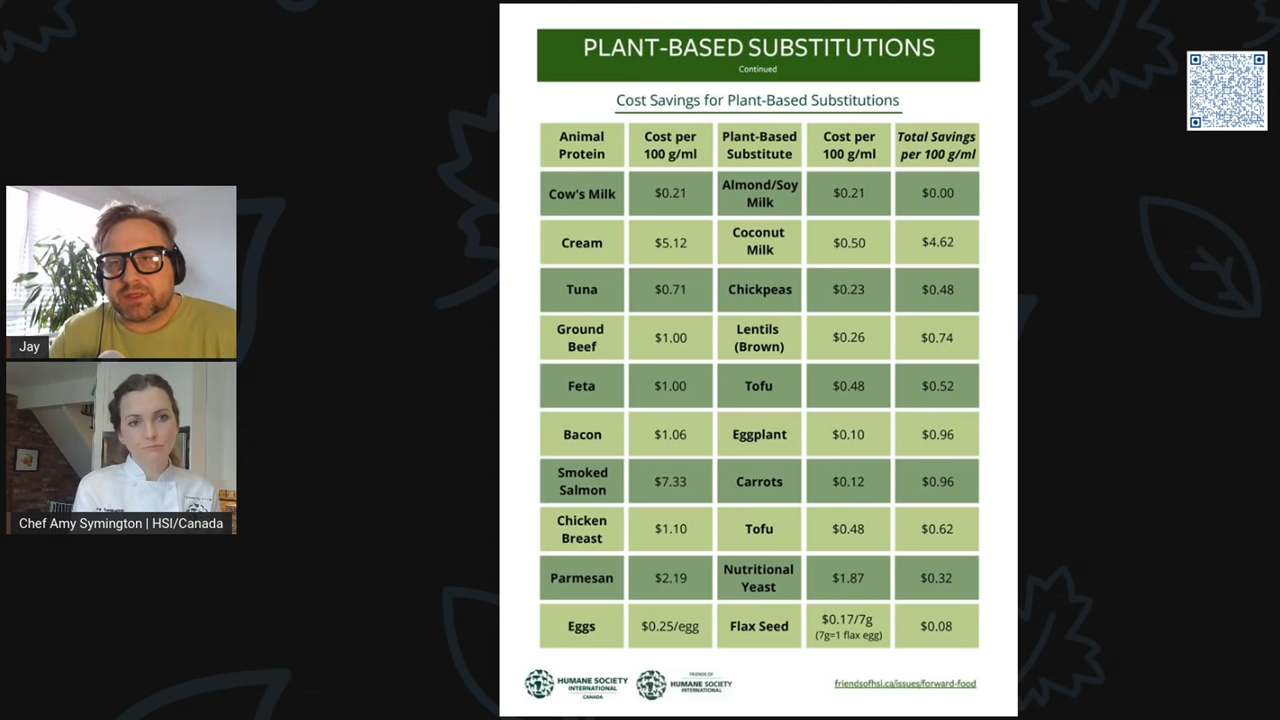 PLANT-BASED SUBSTITUTIONS
Continued
Cost Savings for Plant-Based Substitutions
Animal Protein
Cost per 100 g/ml
Plant-Based Substitute
Cost per 100 g/ml
Total Savings per 100 g/ml
Cow's Milk
$0.21
Almond/Soy Milk
$0.21
$0.00
Cream
$5.12
Coconut Milk
$0.50
$4.62
Tuna
$0.71
Chickpeas
$0.23
$0.48
Ground Beef
$1.00
Lentils (Brown)
$0.26
$0.74
Feta
$1.00
Tofu
$0.48
$0.52
Bacon
$1.06
Eggplant
$0.10
$0.96
Smoked Salmon
$7.33
Carrots
$0.12
$0.96
Chicken Breast
$1.10
Tofu
$0.48
$0.62
Parmesan
$2.19
Nutritional Yeast
$1.87
$0.32
Eggs
$0.25/egg
Flax Seed
$0.17/7g
(7g=1 flax egg)
$0.08
HUMANE SOCIETY
INTERNATIONAL
CANADA
FRIENDS OF
HUMANE SOCIETY
INTERNATIONAL
friendsofhsi.ca/issues/forward-food
Jay
Chef Amy Symington | HSI/Canada